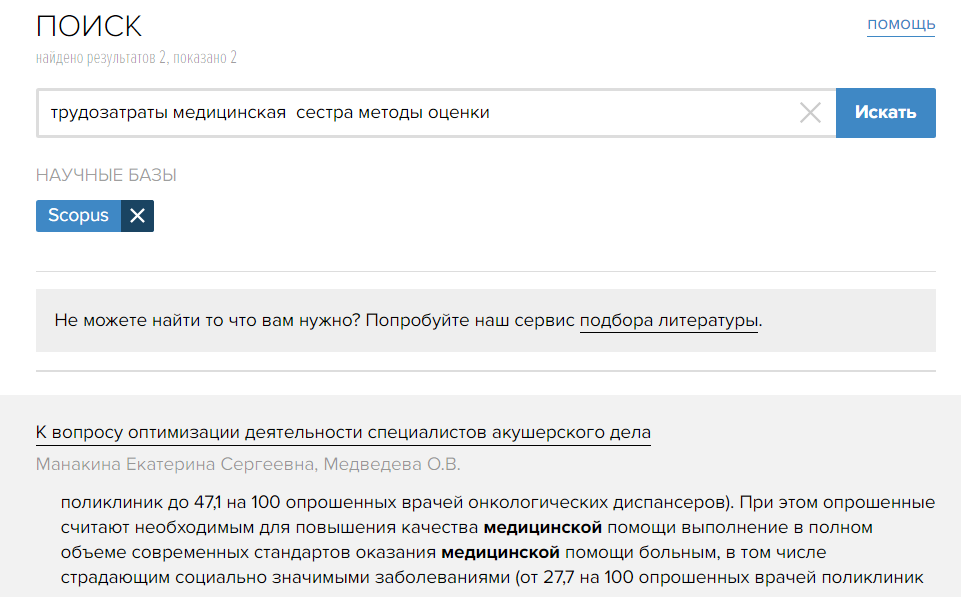 ПОИСК
ПОМОЩЬ
найдено результатов 2, показано 2
трудозатраты медицинская  сестра методы оценки
Искать
НАУЧНЫЕ БАЗЫ
Scopus
Не можете найти то что вам нужно? Попробуйте наш сервис подбора литературы.
К вопросу оптимизации деятельности специалистов акушерского дела
Манакина Екатерина Сергеевна, Медведева О.В.
поликлиник до 47,1 на 100 опрошенных врачей онкологических диспансеров). При этом опрошенные
считают необходимым для повышения качества медицинской помощи выполнение в полном
объеме современных стандартов оказания медицинской помощи больным, в том числе
страдающим социально значимыми заболеваниями (от 27,7 на 100 опрошенных врачей поликлиник